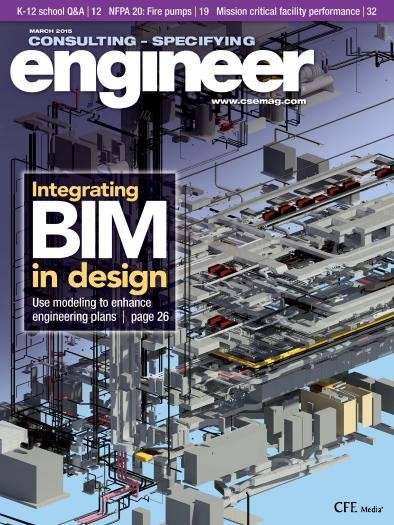 K-12 school Q&A | 12 NFPA 20: Fire pumps | 19 Mission critical facility performance | 32
MARCH 2015
CONSULTING - SPECIFYING
engineer
www.csemag.com
Integrating
BIM
in design
Use modeling to enhance
engineering plans | page 26
CFE Media®